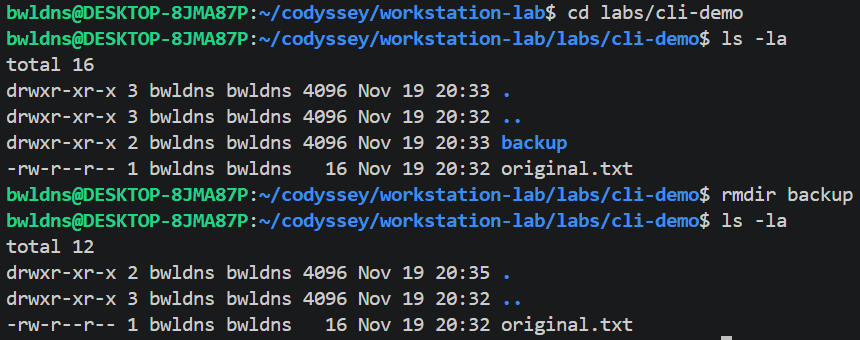 bwldns@DESKTOP-8JMA87P:~/codyssey/workstation-lab$ cd labs/cli-demo
bwldns@DESKTOP-8JMA87P:~/codyssey/workstation-lab/labs/cli-demo$ ls -la
total 16
drwxr-xr-x 3 bwldns bwldns 4096 Nov 19 20:33 .
drwxr-xr-x 3 bwldns bwldns 4096 Nov 19 20:32 ..
drwxr-xr-x 2 bwldns bwldns 4096 Nov 19 20:33 backup
-rw-r--r-- 1 bwldns bwldns   16 Nov 19 20:32 original.txt
bwldns@DESKTOP-8JMA87P:~/codyssey/workstation-lab/labs/cli-demo$ rmdir backup
bwldns@DESKTOP-8JMA87P:~/codyssey/workstation-lab/labs/cli-demo$ ls -la
total 12
drwxr-xr-x 2 bwldns bwldns 4096 Nov 19 20:35 .
drwxr-xr-x 3 bwldns bwldns 4096 Nov 19 20:32 ..
-rw-r--r-- 1 bwldns bwldns   16 Nov 19 20:32 original.txt